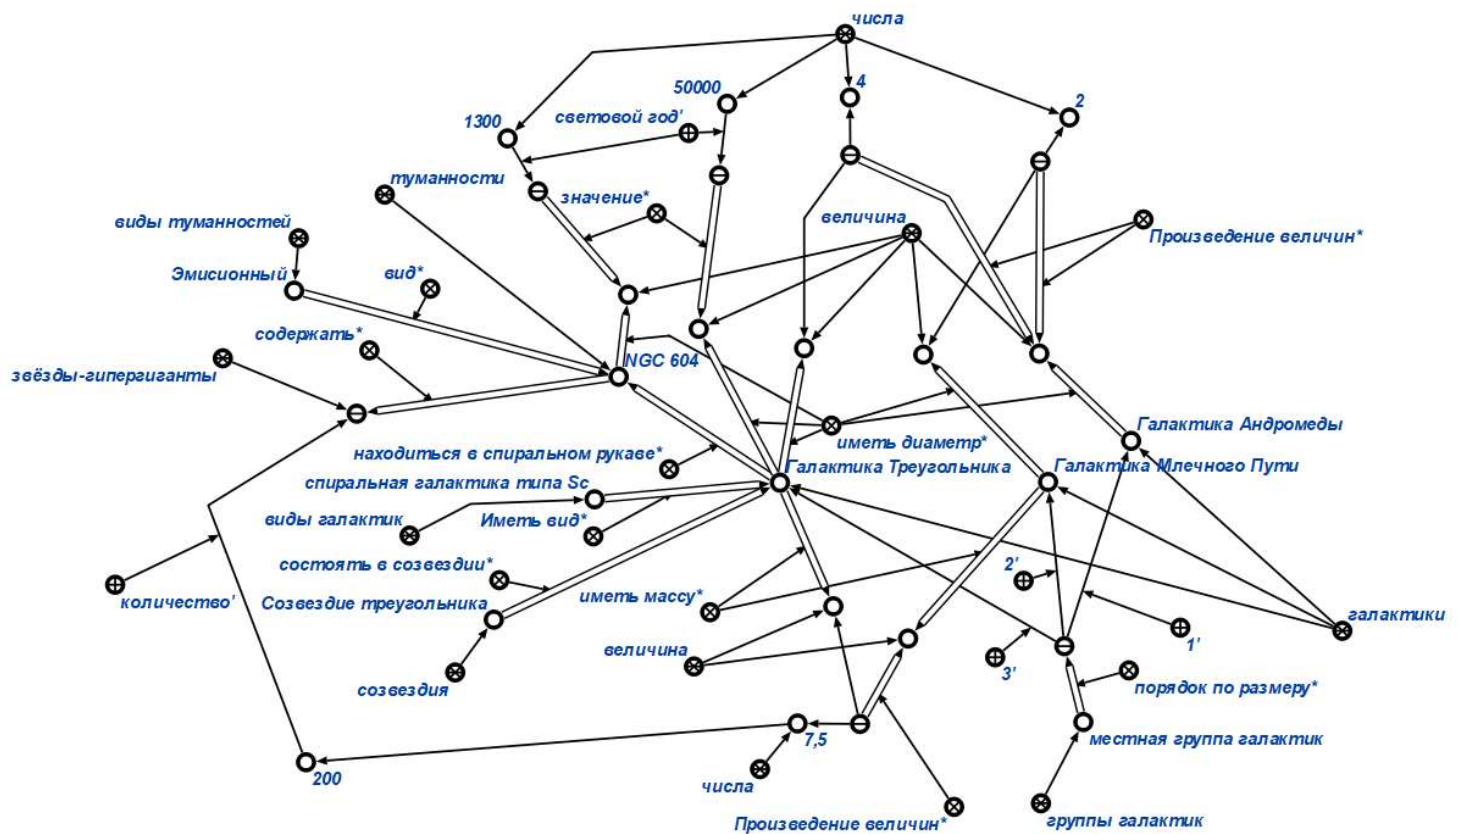 числа
4
50000
2
1300
световой год'
туманности
значение*
величина
виды туманностей
Произведение величин*
Эмисионный
вид*
содержать*
NGC 604
звёзды-гипергиганты
Галактика Андромеды
иметь диаметр*
находиться в спиральном рукаве*
Галактика Треугольника
Галактика Млечного Пути
спиральная галактика типа Sc
виды галактик
Иметь вид*
состоять в созвездии*
2'
количество'
Созвездие треугольника
иметь массу*
галактики
величина
1'
3'
созвездия
порядок по размеру*
7,5
местная группа галактик
200
числа
Произведение величин*
группы галактик